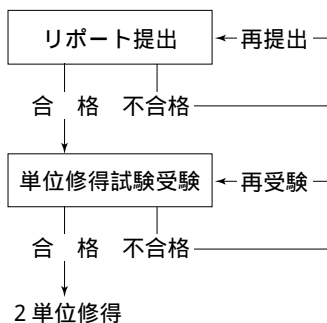 リポート提出 再提出
合　格 不合格
単位修得試験受験 再受験
合　格 不合格
2単位修得